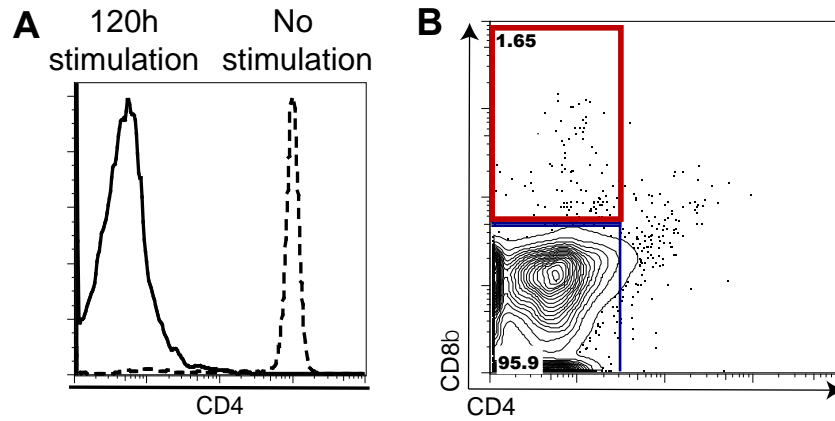 A
120h
stimulation
No
stimulation
CD4
B
1.65
95.9
CD8b
CD4